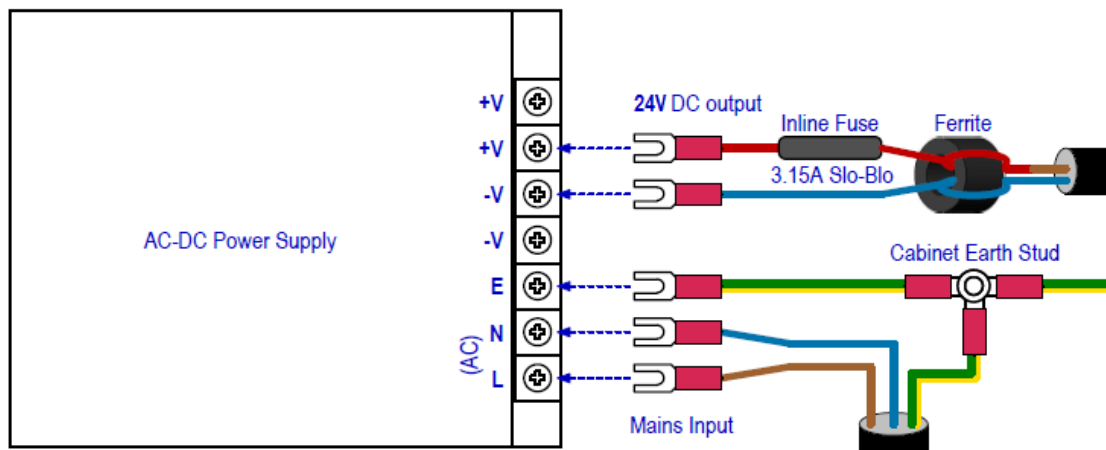 AC-DC Power Supply
+V
+V
-V
-V
E
N
L
(AC)
24V DC output
Inline Fuse
3.15A Slo-Blo
Ferrite
Cabinet Earth Stud
Mains Input